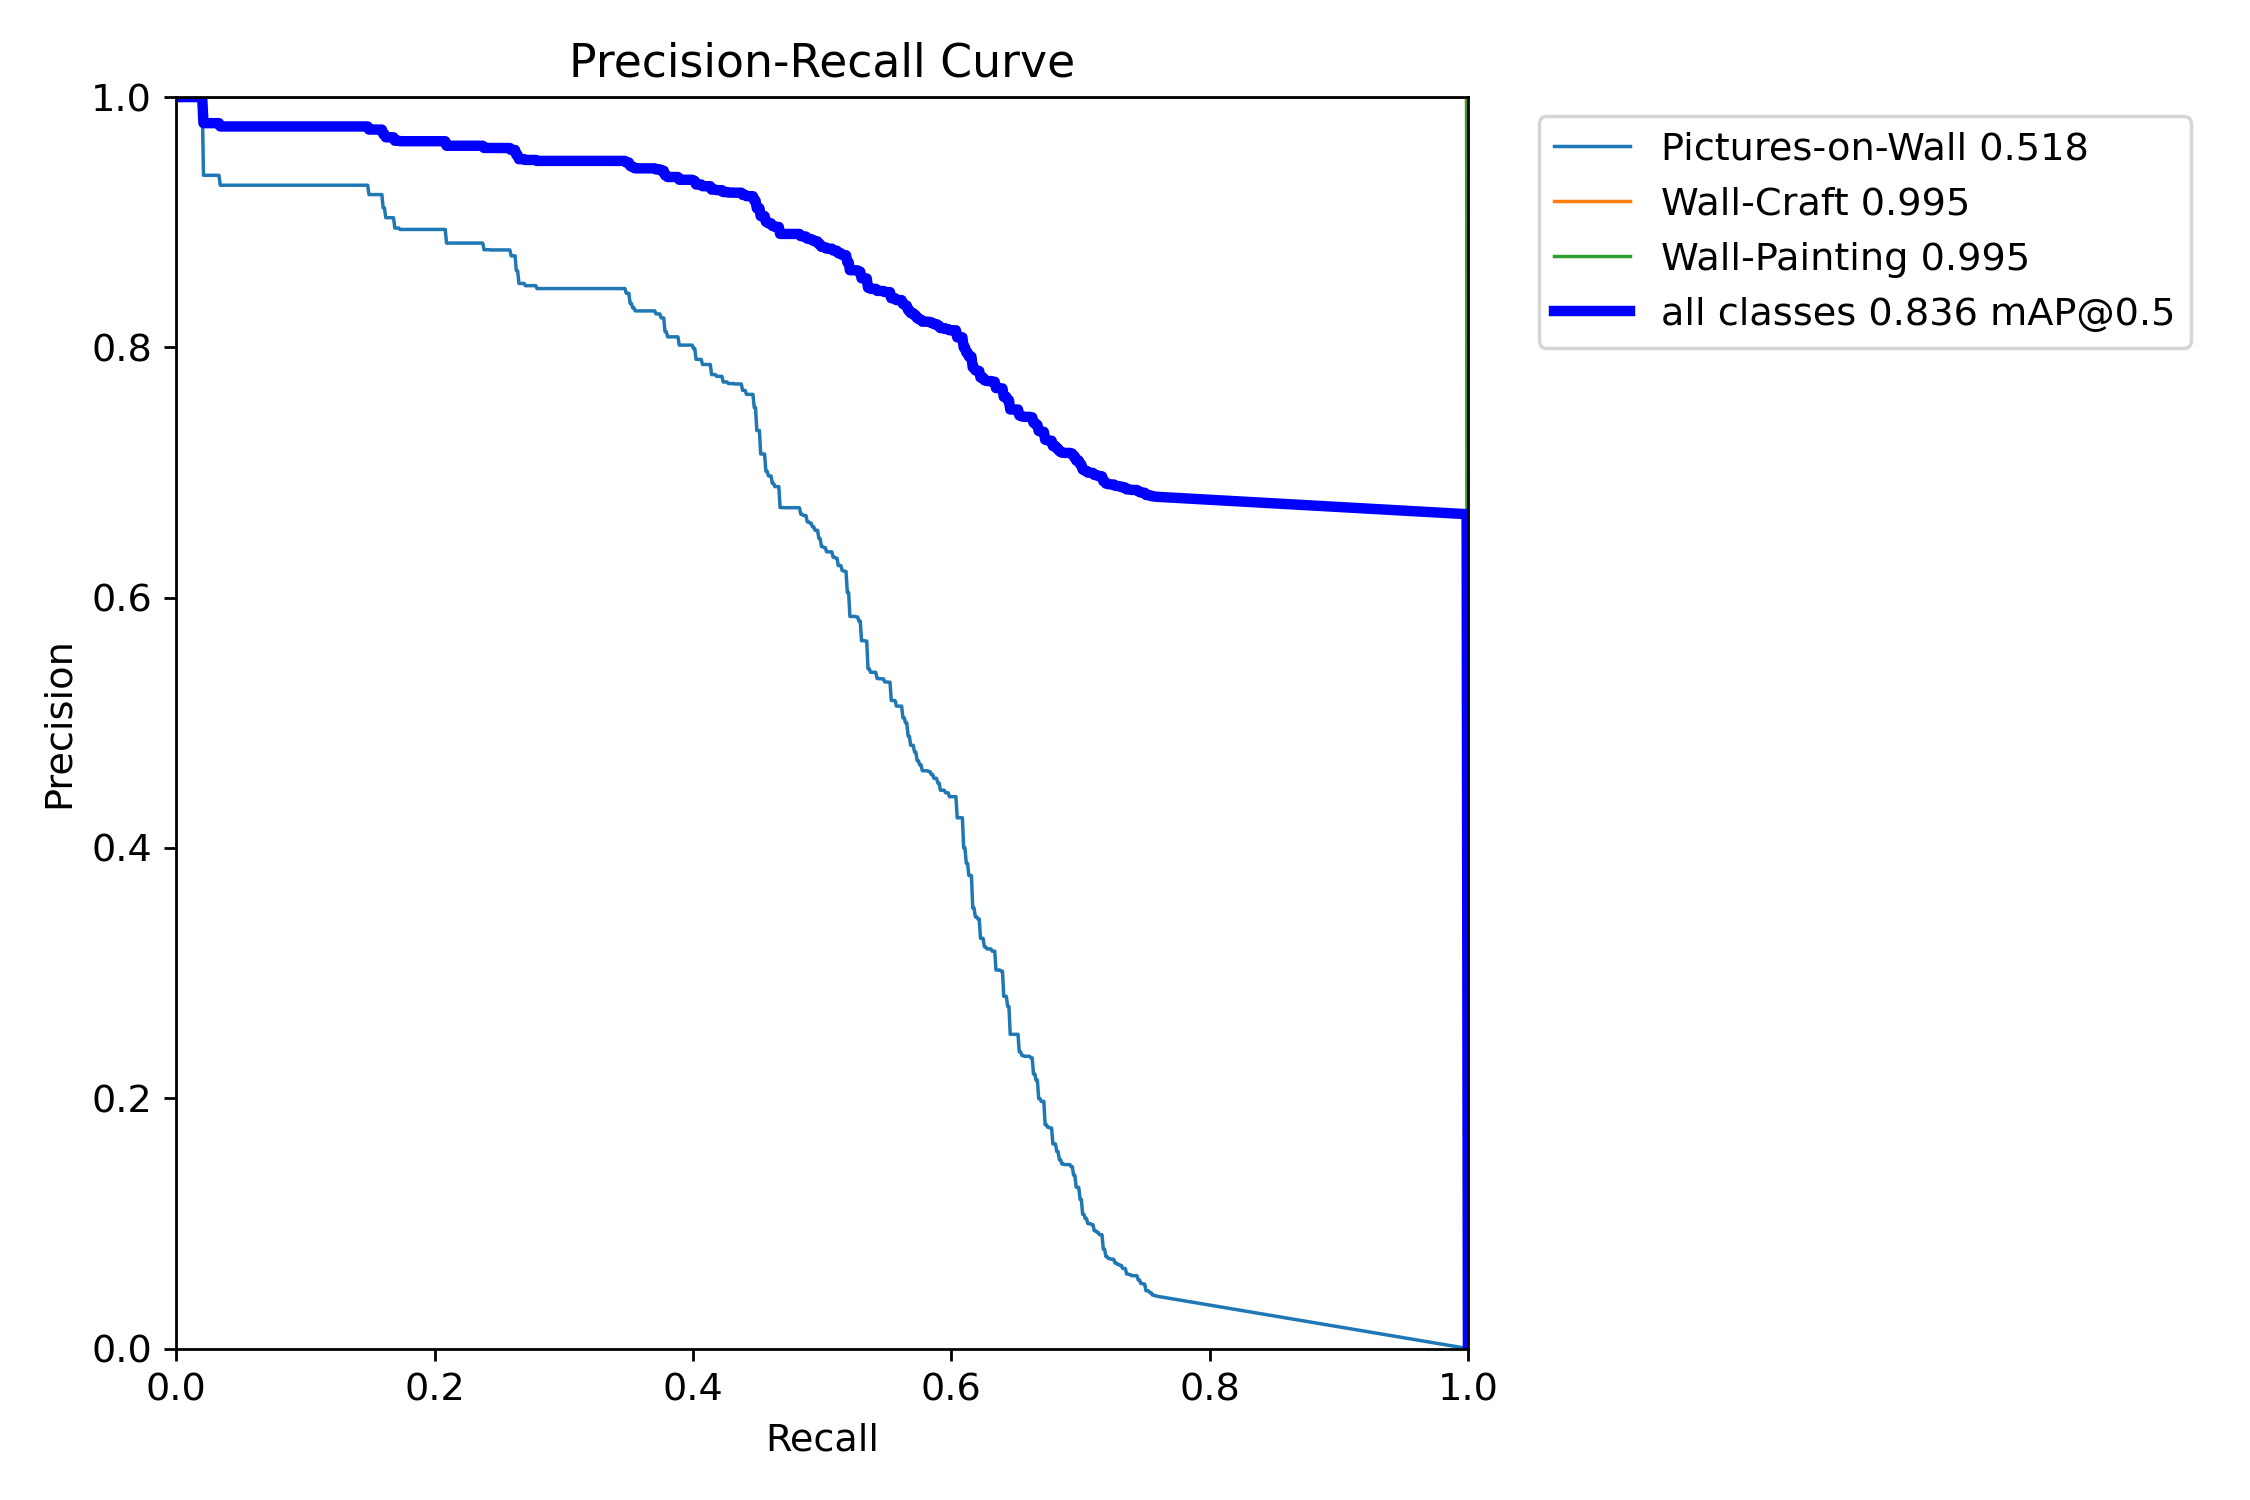 Precision-Recall Curve
1.0
0.8
0.6
0.4
0.2
0.0
Precision
0.0 0.2 0.4 0.6 0.8 1.0
Recall
Pictures-on-Wall 0.518
Wall-Craft 0.995
Wall-Painting 0.995
all classes 0.836 mAP@0.5